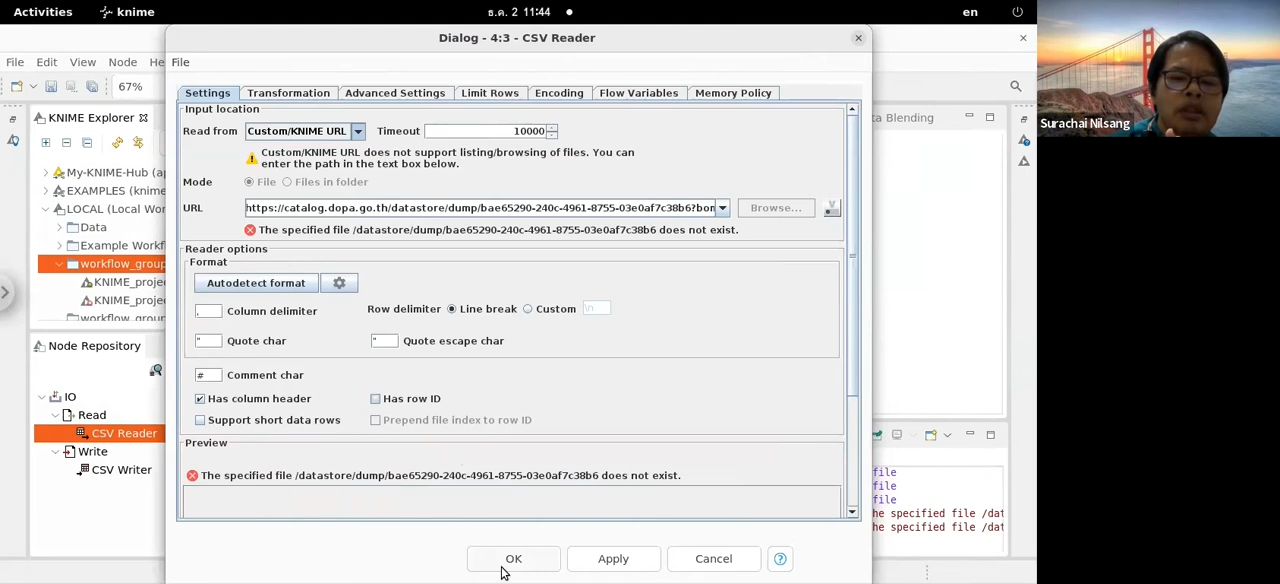 Activities knime ธ.ค. 2 11:44 en
Dialog - 4:3 - CSV Reader
File Edit View Node He
File
67%
Settings Transformation Advanced Settings Limit Rows Encoding Flow Variables Memory Policy
KNIME Explorer
Data Blending
Input location
Read from Custom/KNIME URL Timeout 10000
Custom/KNIME URL does not support listing/browsing of files. You can
enter the path in the text box below.
Mode File Files in folder
URL https://catalog.dopa.go.th/datastore/dump/bae65290-240c-4961-8755-03e0af7c38b6?bon Browse...
The specified file /datastore/dump/bae65290-240c-4961-8755-03e0af7c38b6 does not exist.
My-KNIME-Hub (a
EXAMPLES (knime
LOCAL (Local Wor
Data
Example Workf
workflow_group
KNIME_proje
KNIME_proje
workflow_group
Reader options
Format
Autodetect format
, Column delimiter Row delimiter Line break Custom \n
" Quote char " Quote escape char
# Comment char
Has column header Has row ID
Support short data rows Prepend file index to row ID
Preview
The specified file /datastore/dump/bae65290-240c-4961-8755-03e0af7c38b6 does not exist.
Node Repository
IO
Read
CSV Reader
Write
CSV Writer
file
file
file
he specified file /dat
he specified file /dat
OK Apply Cancel ?
Surachai Nilsang